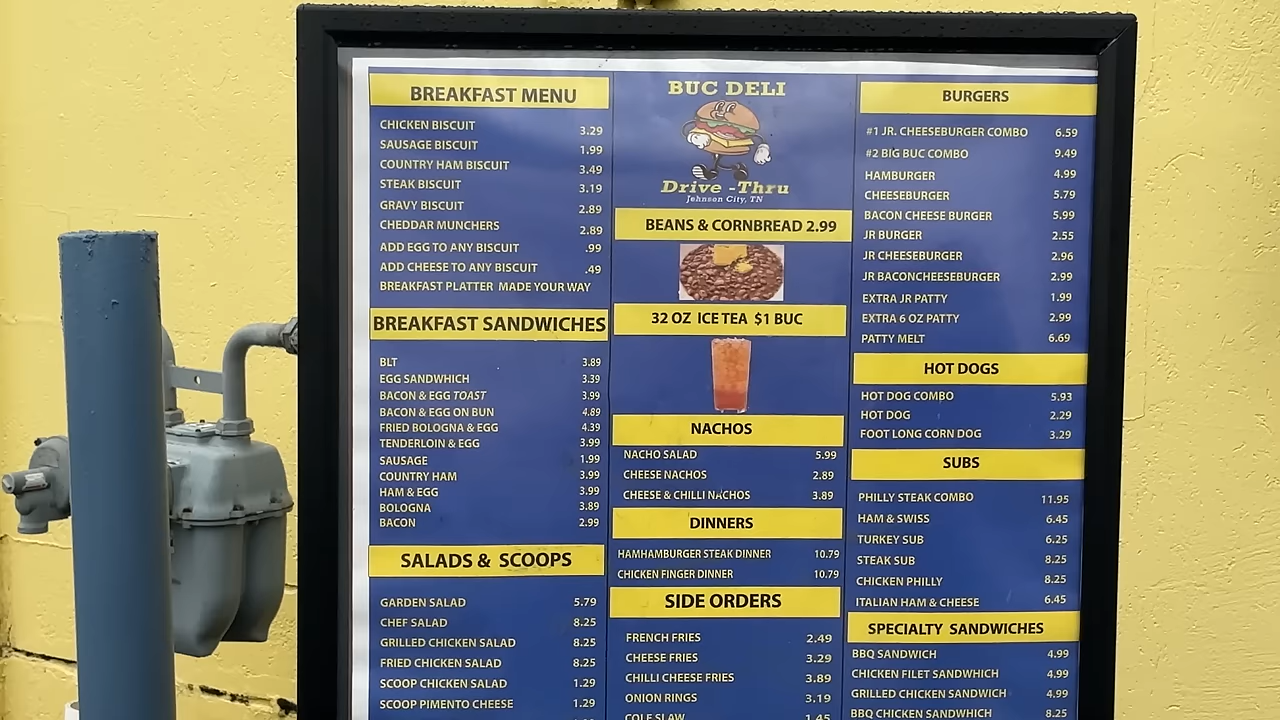 BREAKFAST MENU
CHICKEN BISCUIT 3.29
SAUSAGE BISCUIT 1.99
COUNTRY HAM BISCUIT 3.49
STEAK BISCUIT 3.19
GRAVY BISCUIT 2.89
CHEDDAR MUNCHERS 2.89
ADD EGG TO ANY BISCUIT .99
ADD CHEESE TO ANY BISCUIT .49
BREAKFAST PLATTER MADE YOUR WAY
BREAKFAST SANDWICHES
BLT 3.89
EGG SANDWHICH 3.39
BACON & EGG TOAST 3.99
BACON & EGG ON BUN 4.89
FRIED BOLOGNA & EGG 4.39
TENDERLOIN & EGG 3.99
SAUSAGE 1.99
COUNTRY HAM 3.99
HAM & EGG 3.99
BOLOGNA 3.89
BACON 2.99
SALADS & SCOOPS
GARDEN SALAD 5.79
CHEF SALAD 8.25
GRILLED CHICKEN SALAD 8.25
FRIED CHICKEN SALAD 8.25
SCOOP CHICKEN SALAD 1.29
SCOOP PIMENTO CHEESE 1.29
BUC DELI
Drive -Thru
Jehnson City, TN
BEANS & CORNBREAD 2.99
32 OZ ICE TEA $1 BUC
NACHOS
NACHO SALAD 5.99
CHEESE NACHOS 2.89
CHEESE & CHILLI NACHOS 3.89
DINNERS
HAMHAMBURGER STEAK DINNER 10.79
CHICKEN FINGER DINNER 10.79
SIDE ORDERS
FRENCH FRIES 2.49
CHEESE FRIES 3.29
CHILLI CHEESE FRIES 3.89
ONION RINGS 3.19
COLE SLAW 1.45
BURGERS
#1 JR. CHEESEBURGER COMBO 6.59
#2 BIG BUC COMBO 9.49
HAMBURGER 4.99
CHEESEBURGER 5.79
BACON CHEESE BURGER 5.99
JR BURGER 2.55
JR CHEESEBURGER 2.96
JR BACONCHEESEBURGER 2.99
EXTRA JR PATTY 1.99
EXTRA 6 OZ PATTY 2.99
PATTY MELT 6.69
HOT DOGS
HOT DOG COMBO 5.93
HOT DOG 2.29
FOOT LONG CORN DOG 3.29
SUBS
PHILLY STEAK COMBO 11.95
HAM & SWISS 6.45
TURKEY SUB 6.25
STEAK SUB 8.25
CHICKEN PHILLY 8.25
ITALIAN HAM & CHEESE 6.45
SPECIALTY SANDWICHES
BBQ SANDWICH 4.99
CHICKEN FILET SANDWHICH 4.99
GRILLED CHICKEN SANDWICH 4.99
BBQ CHICKEN SANDWICH 8.25